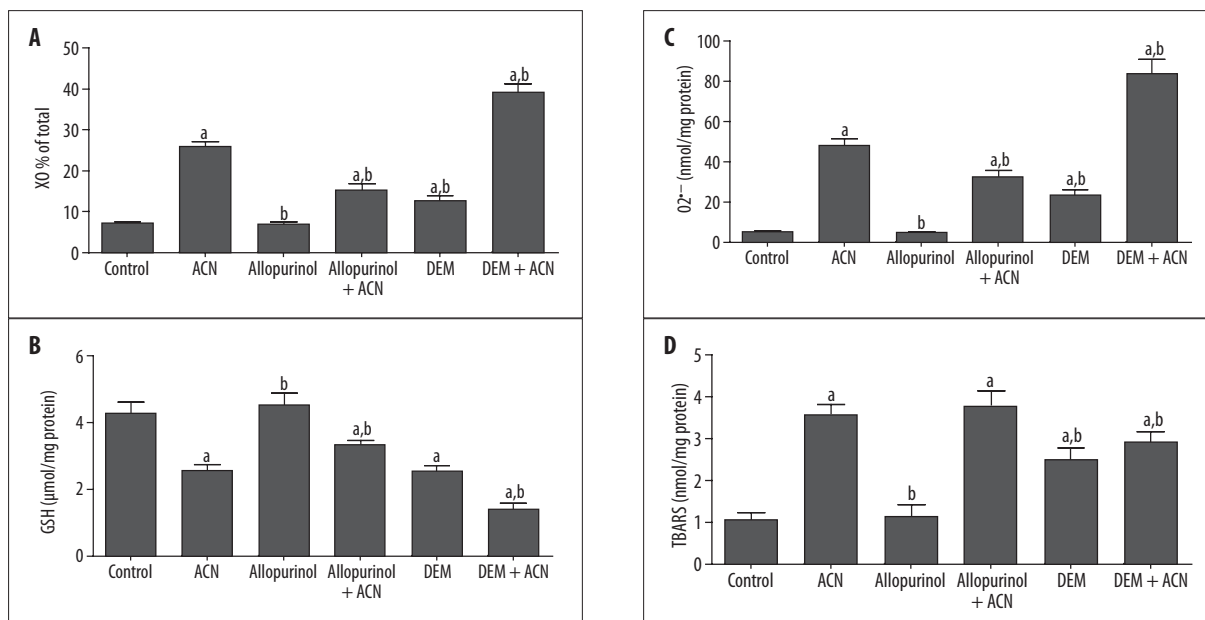 A
XO % of total
50
40
30
20
10
0
a
b
a,b
a,b
a,b
Control
ACN
Allopurinol
Allopurinol
+ ACN
DEM
DEM + ACN
B
GSH (µmol/mg protein)
6
4
2
0
a
b
a,b
a
a,b
Control
ACN
Allopurinol
Allopurinol
+ ACN
DEM
DEM + ACN
C
O2•− (nmol/mg protein)
100
80
60
40
20
0
a
b
a,b
a,b
a,b
Control
ACN
Allopurinol
Allopurinol
+ ACN
DEM
DEM + ACN
D
TBARS (nmol/mg protein)
5
4
3
2
1
0
a
b
a
a,b
a,b
Control
ACN
Allopurinol
Allopurinol
+ ACN
DEM
DEM + ACN